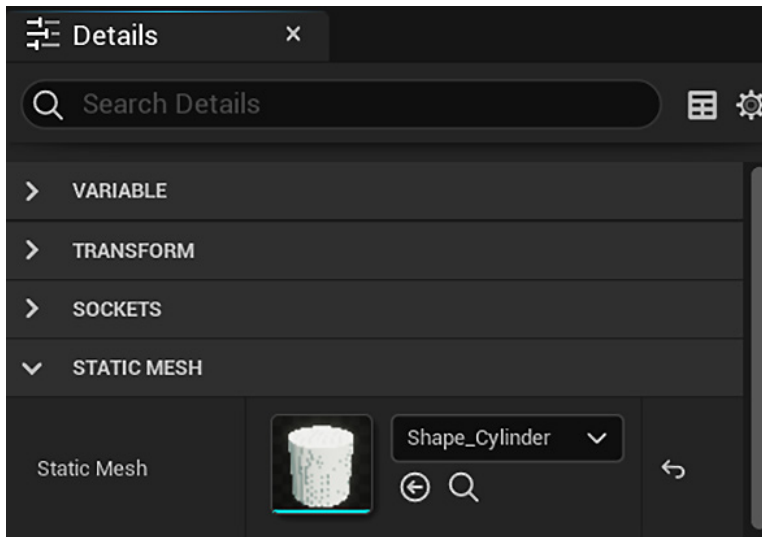 Details
Search Details
VARIABLE
TRANSFORM
SOCKETS
STATIC MESH
Static Mesh
Shape_Cylinder